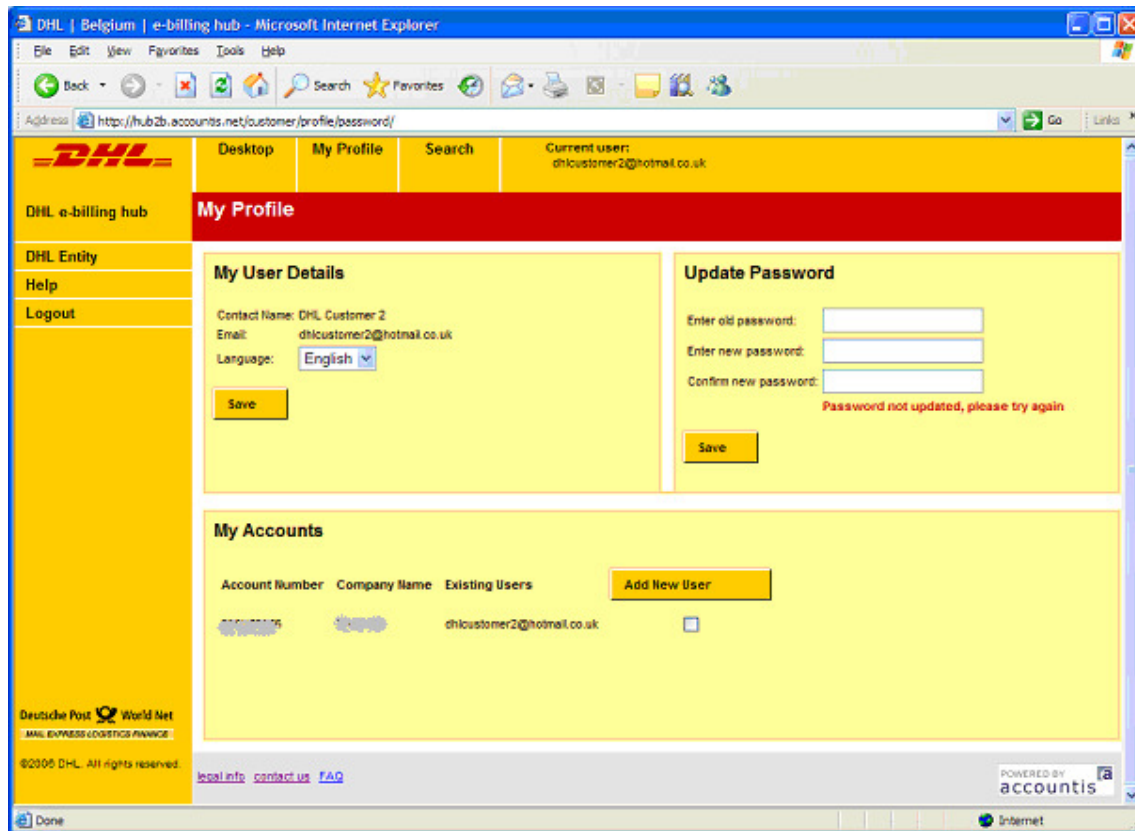 DHL | Belgium | e-billing hub - Microsoft Internet Explorer
File Edit View Favorites Tools Help
Back Search Favorites
Address http://hub2b.accountis.net/customer/profile/password/ Go Links
DHL Desktop My Profile Search Current user:
dhlcustomer2@hotmail.co.uk
DHL e-billing hub
My Profile
DHL Entity
Help
Logout
My User Details
Contact Name: DHL Customer 2
Email: dhlcustomer2@hotmail.co.uk
Language: English
Save
Update Password
Enter old password:
Enter new password:
Confirm new password:
Password not updated, please try again
Save
My Accounts
Account Number Company Name Existing Users Add New User
dhlcustomer2@hotmail.co.uk
Deutsche Post World Net
MAIL EXPRESS LOGISTICS FINANCE
©2006 DHL. All rights reserved.
legal info contact us FAQ
POWERED BY
accountis
Done Internet